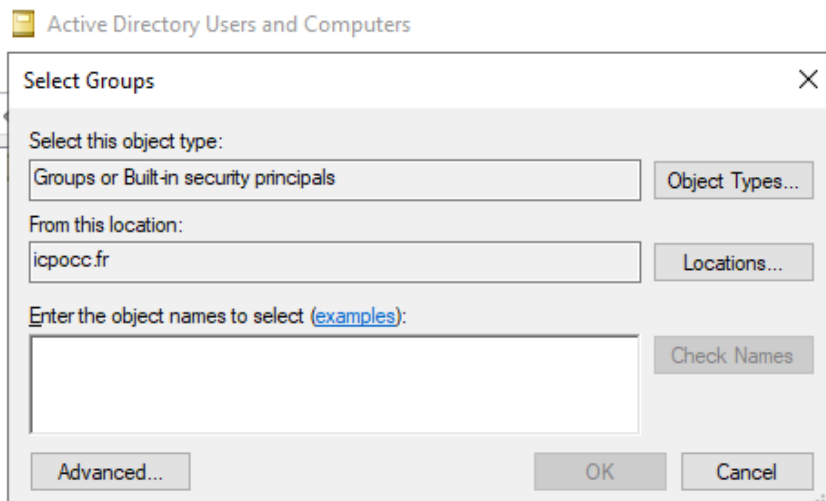 Active Directory Users and Computers
Select Groups
Select this object type:
Groups or Built-in security principals
Object Types...
From this location:
icpocc.fr
Locations...
Enter the object names to select (examples):
Check Names
Advanced...
OK
Cancel